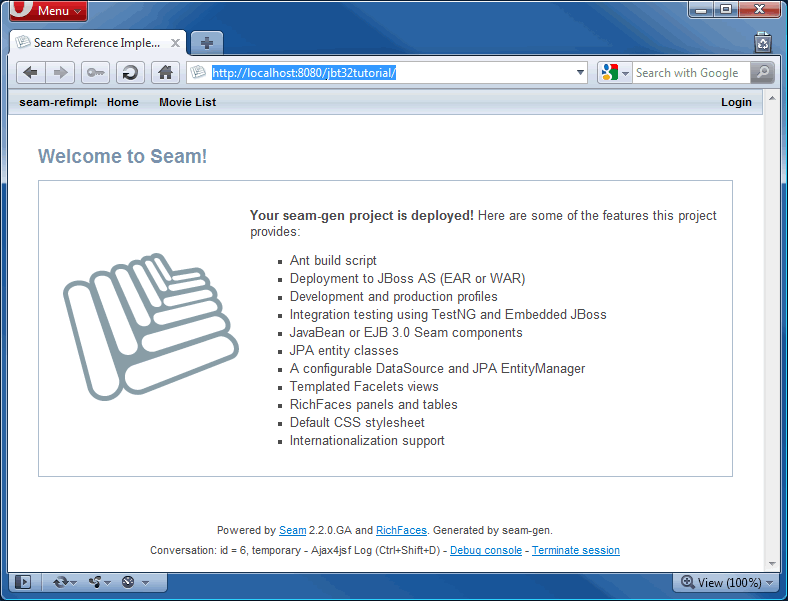 Menu
Seam Reference Imple...
http://localhost:8080/jbt32tutorial/
Search with Google
seam-refimpl: Home Movie List Login
Welcome to Seam!
Your seam-gen project is deployed! Here are some of the features this project
provides:
Ant build script
Deployment to JBoss AS (EAR or WAR)
Development and production profiles
Integration testing using TestNG and Embedded JBoss
JavaBean or EJB 3.0 Seam components
JPA entity classes
A configurable DataSource and JPA EntityManager
Templated Facelets views
RichFaces panels and tables
Default CSS stylesheet
Internationalization support
Powered by Seam 2.2.0.GA and RichFaces. Generated by seam-gen.
Conversation: id = 6, temporary - Ajax4jsf Log (Ctrl+Shift+D) - Debug console - Terminate session
View (100%)